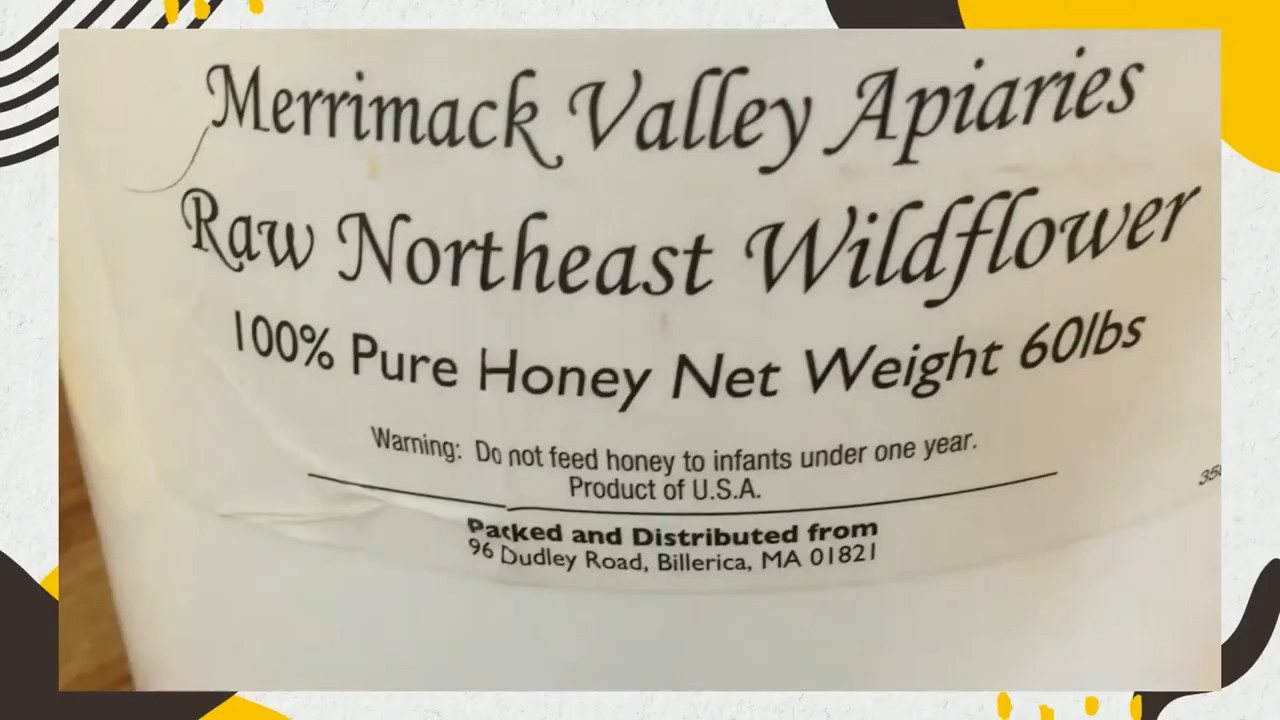 Merrimack Valley Apiaries
Raw Northeast Wildflower
100% Pure Honey Net Weight 60lbs
Warning: Do not feed honey to infants under one year.
Product of U.S.A.
Packed and Distributed from
96 Dudley Road, Billerica, MA 01821